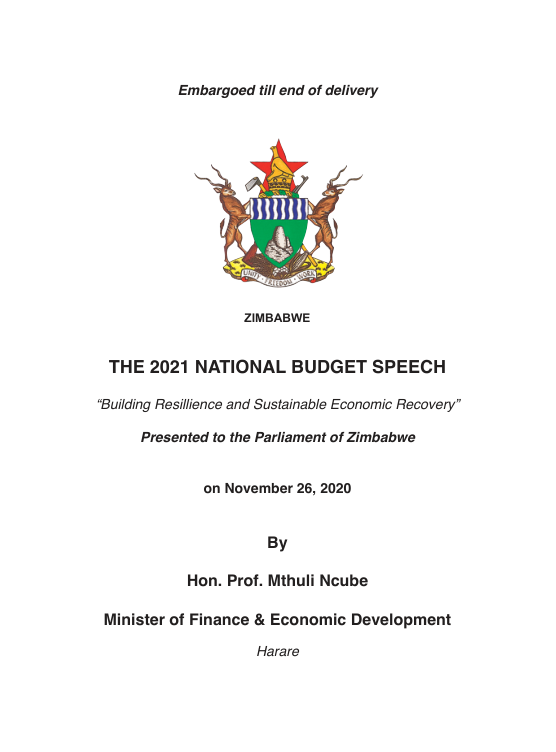 Embargoed till end of delivery
UNITY FREEDOM WORK
ZIMBABWE
THE 2021 NATIONAL BUDGET SPEECH
“Building Resillience and Sustainable Economic Recovery”
Presented to the Parliament of Zimbabwe
on November 26, 2020
By
Hon. Prof. Mthuli Ncube
Minister of Finance & Economic Development
Harare